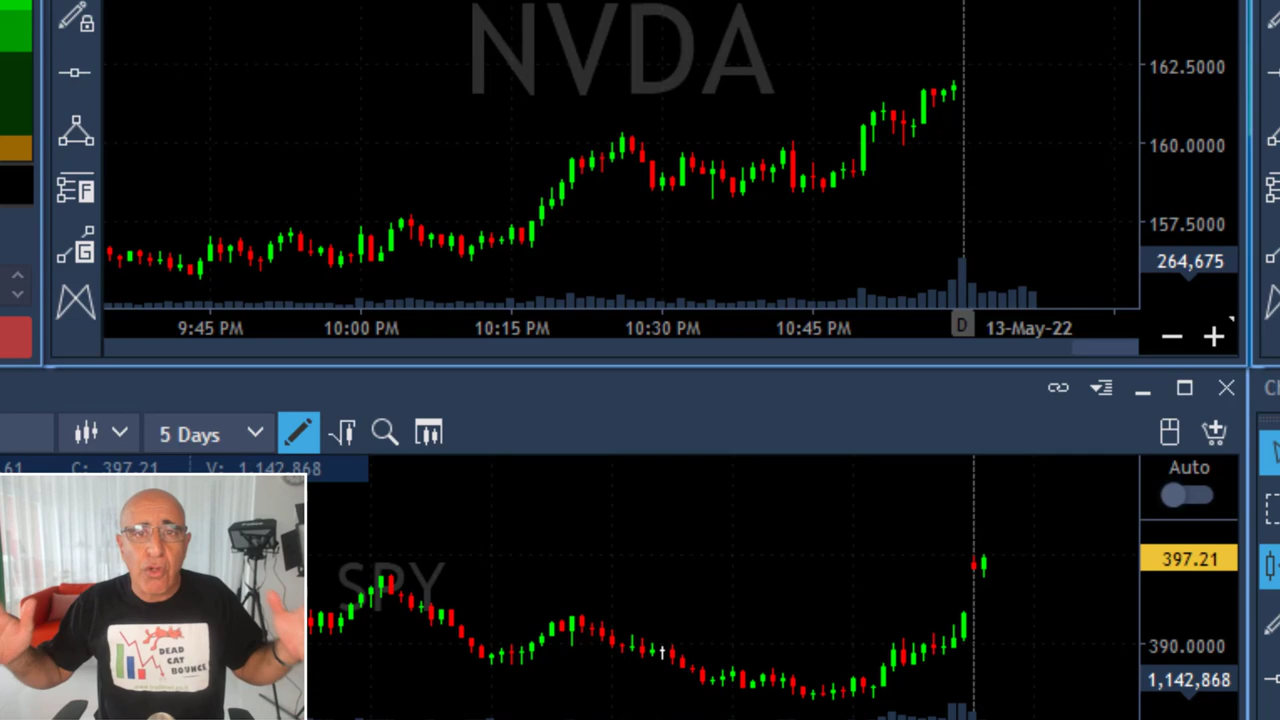 NVDA
162.5000
160.0000
157.5000
264,675
F
G
9:45 PM 10:00 PM 10:15 PM 10:30 PM 10:45 PM D 13-May-22
5 Days
.61 C: 397.21 V: 1,142,868
Auto
397.21
SPY
390.0000
1,142,868
DEAD
CAT
BOUNCE